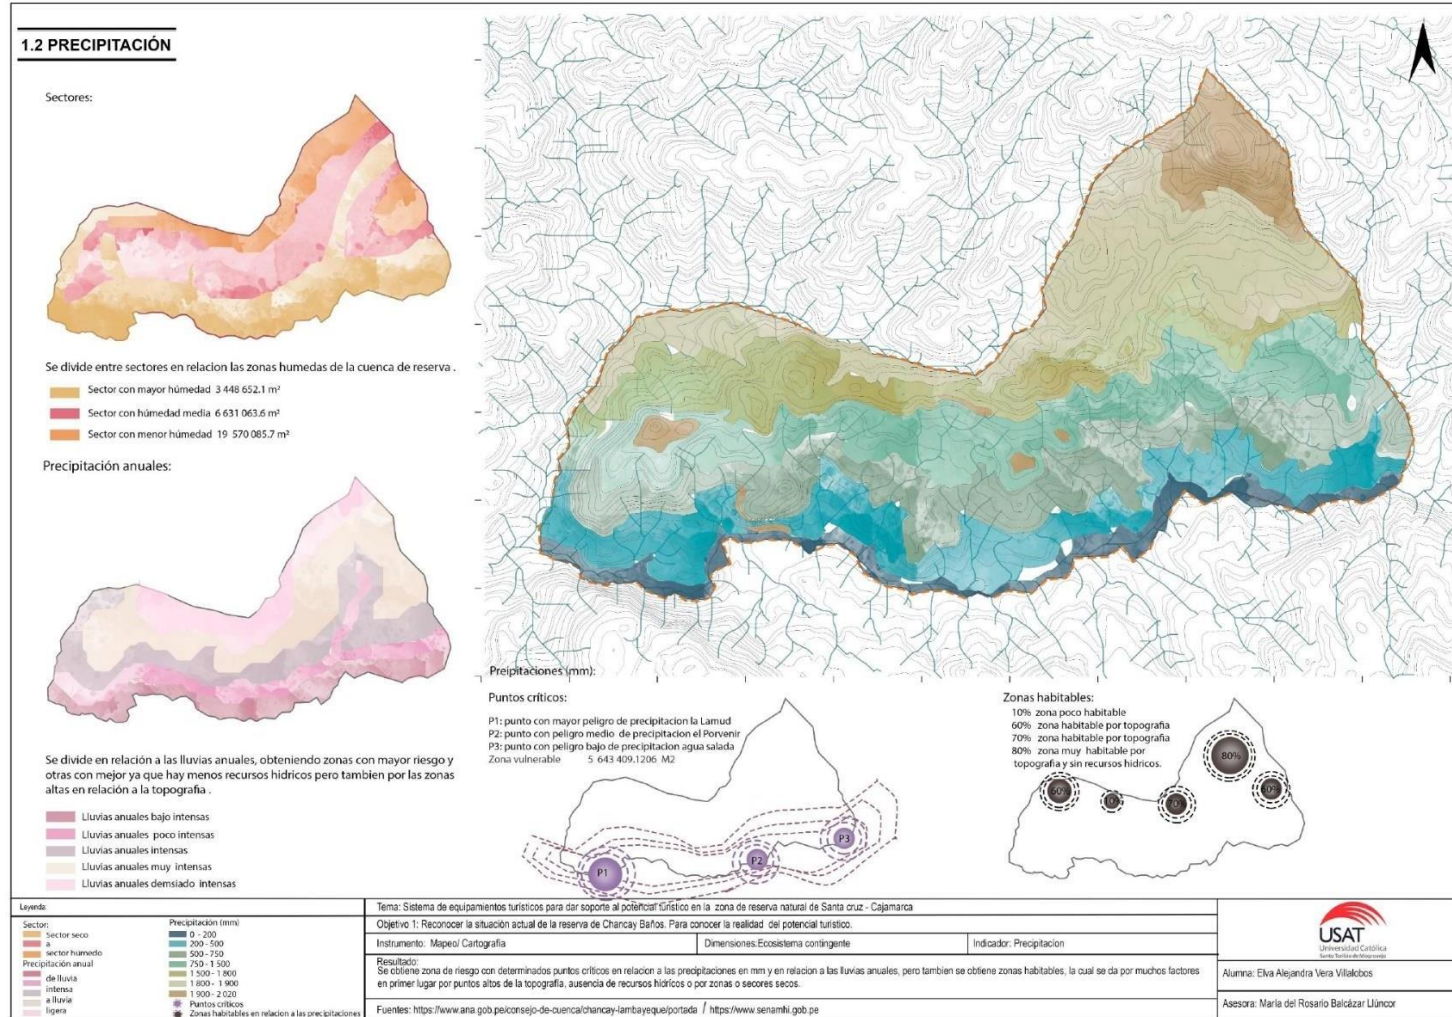 1.2 PRECIPITACIÓN
Sectores:
Se divide entre sectores en relacion las zonas humedas de la cuenca de reserva .
Sector con mayor húmedad 3 448 652.1 m²
Sector con húmedad media 6 631 063.6 m²
Sector con menor húmedad 19 570 085.7 m²
Precipitación anuales:
Se divide en relación a las lluvias anuales, obteniendo zonas con mayor riesgo y
otras con mejor ya que hay menos recursos hidricos pero tambien por las zonas
altas en relación a la topografia .
Lluvias anuales bajo intensas
Lluvias anuales poco intensas
Lluvias anuales intensas
Lluvias anuales muy intensas
Lluvias anuales demsiado intensas
Preipitaciones (mm):
Puntos críticos:
P1: punto con mayor peligro de precipitacion la Lamud
P2: punto con peligro medio de precipitacion el Porvenir
P3: punto con peligro bajo de precipitacion agua salada
Zona vulnerable 5 643 409.1206 M2
P1
P2
P3
Zonas habitables:
10% zona poco habitable
60% zona habitable por topografia
70% zona habitable por topografia
80% zona muy habitable por
topografia y sin recursos hidricos.
60%
10%
70%
80%
Leyenda:
Sector:
Sector seco
a
sector húmedo
Precipitación anual
de lluvia
intensa
a lluvia
ligera
Precipitación (mm)
0 - 200
200 - 500
500 - 750
750 - 1 500
1 500 - 1 800
1 800 - 1 900
1 900 - 2 020
Puntos críticos
Zonas habitables en relacion a las precipitaciones
Tema: Sistema de equipamientos turísticos para dar soporte al potencial turístico en la zona de reserva natural de Santa cruz - Cajamarca
Objetivo 1: Reconocer la situación actual de la reserva de Chancay Baños. Para conocer la realidad del potencial turístico.
Instrumento: Mapeo/ Cartografia
Dimensiones:Ecosistema contingente
Indicador: Precipitacion
Resultado:
Se obtiene zona de riesgo con determinados puntos críticos en relacion a las precipitaciones en mm y en relacion a las lluvias anuales, pero tambien se obtiene zonas habitables, la cual se da por muchos factores
en primer lugar por puntos altos de la topografía, ausencia de recursos hídricos o por zonas o secores secos.
Fuentes: https://www.ana.gob.pe/consejo-de-cuenca/chancay-lambayeque/portada / https://www.senamhi.gob.pe
USAT
Universidad Católica
Santo Toribio de Mogrovejo
Alumna: Elva Alejandra Vera Villalobos
Asesora: María del Rosario Balcázar Llúncor